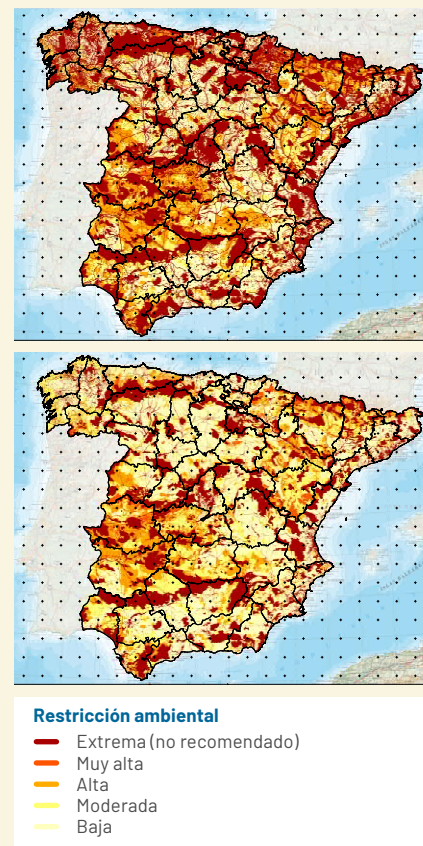 Restricción ambiental
Extrema (no recomendado)
Muy alta
Alta
Moderada
Baja